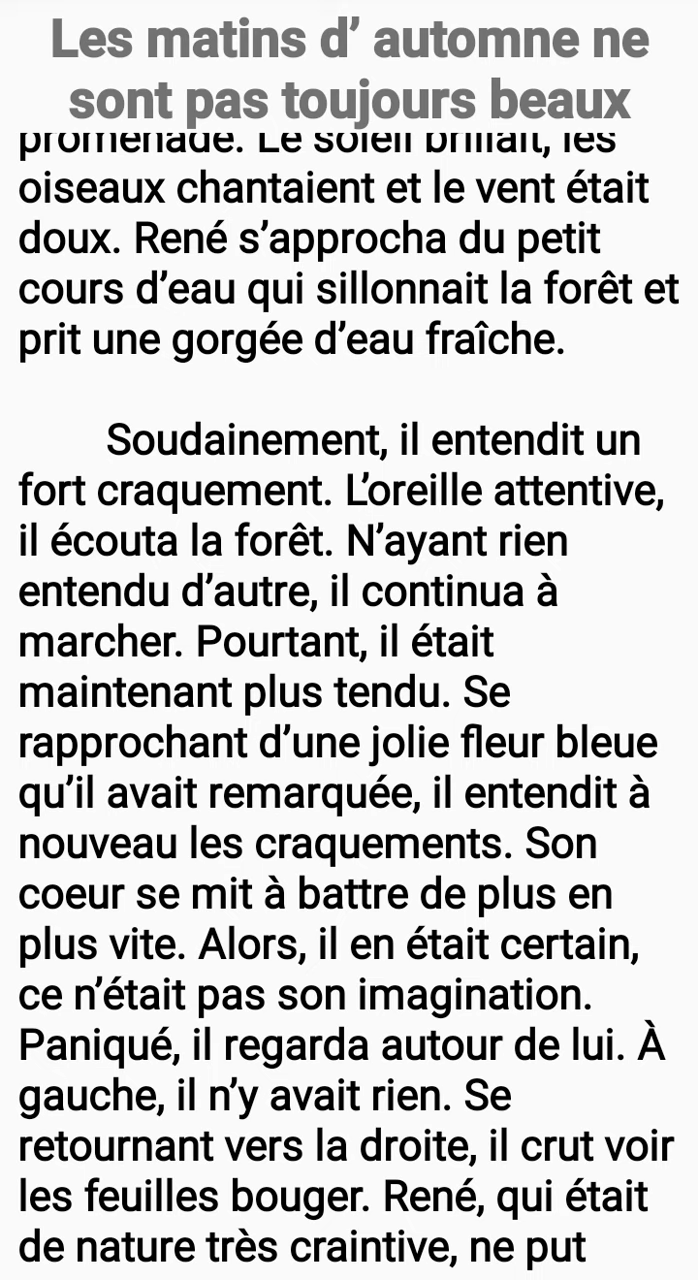 Les matins d’ automne ne
sont pas toujours beaux
promenade. Le soleil brillait, les
oiseaux chantaient et le vent était
doux. René s’approcha du petit
cours d’eau qui sillonnait la forêt et
prit une gorgée d’eau fraîche.
Soudainement, il entendit un
fort craquement. L’oreille attentive,
il écouta la forêt. N’ayant rien
entendu d’autre, il continua à
marcher. Pourtant, il était
maintenant plus tendu. Se
rapprochant d’une jolie fleur bleue
qu’il avait remarquée, il entendit à
nouveau les craquements. Son
coeur se mit à battre de plus en
plus vite. Alors, il en était certain,
ce n’était pas son imagination.
Paniqué, il regarda autour de lui. À
gauche, il n’y avait rien. Se
retournant vers la droite, il crut voir
les feuilles bouger. René, qui était
de nature très craintive, ne put